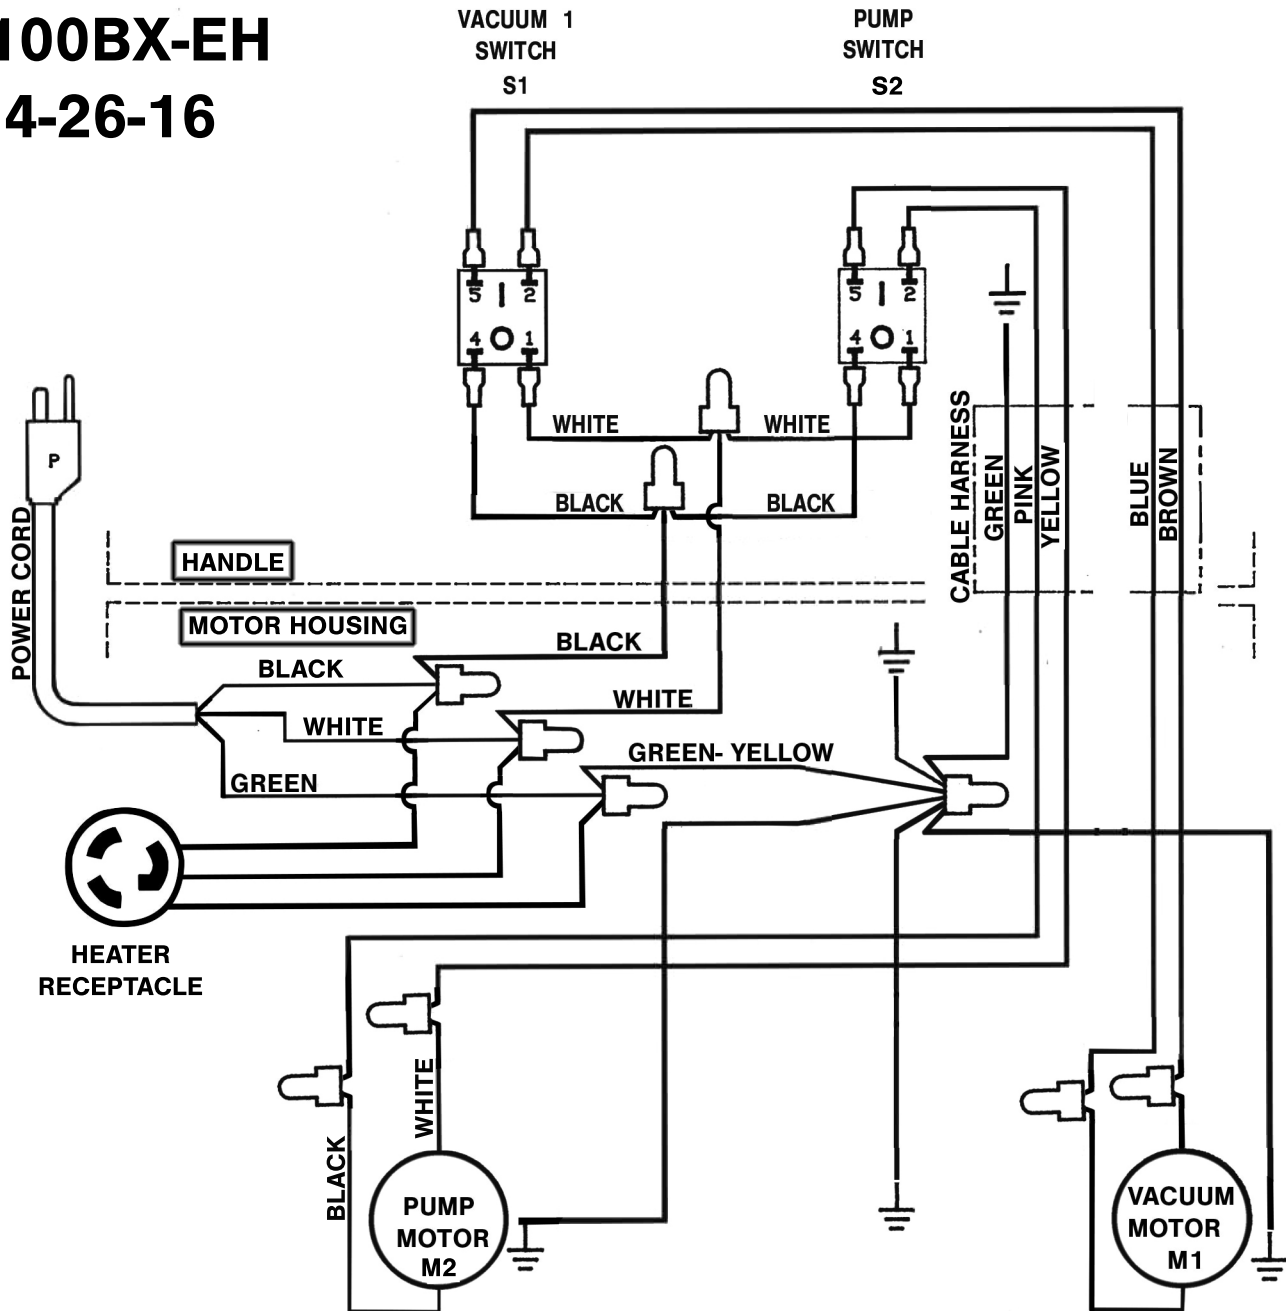 100BX-EH
4-26-16
VACUUM 1
SWITCH
S1
PUMP
SWITCH
S2
5 2
4 1
5 2
4 1
P
POWER CORD
WHITE
WHITE
BLACK
BLACK
CABLE HARNESS
GREEN
PINK
YELLOW
BLUE
BROWN
HANDLE
MOTOR HOUSING
BLACK
BLACK
WHITE
WHITE
GREEN- YELLOW
GREEN
HEATER
RECEPTACLE
WHITE
BLACK
PUMP
MOTOR
M2
VACUUM
MOTOR
M1